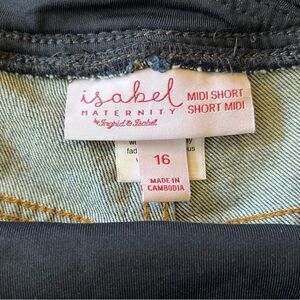 isabel
MATERNITY
by Ingrid & Isabel
MIDI SHORT
SHORT MIDI
16
MADE IN
CAMBODIA